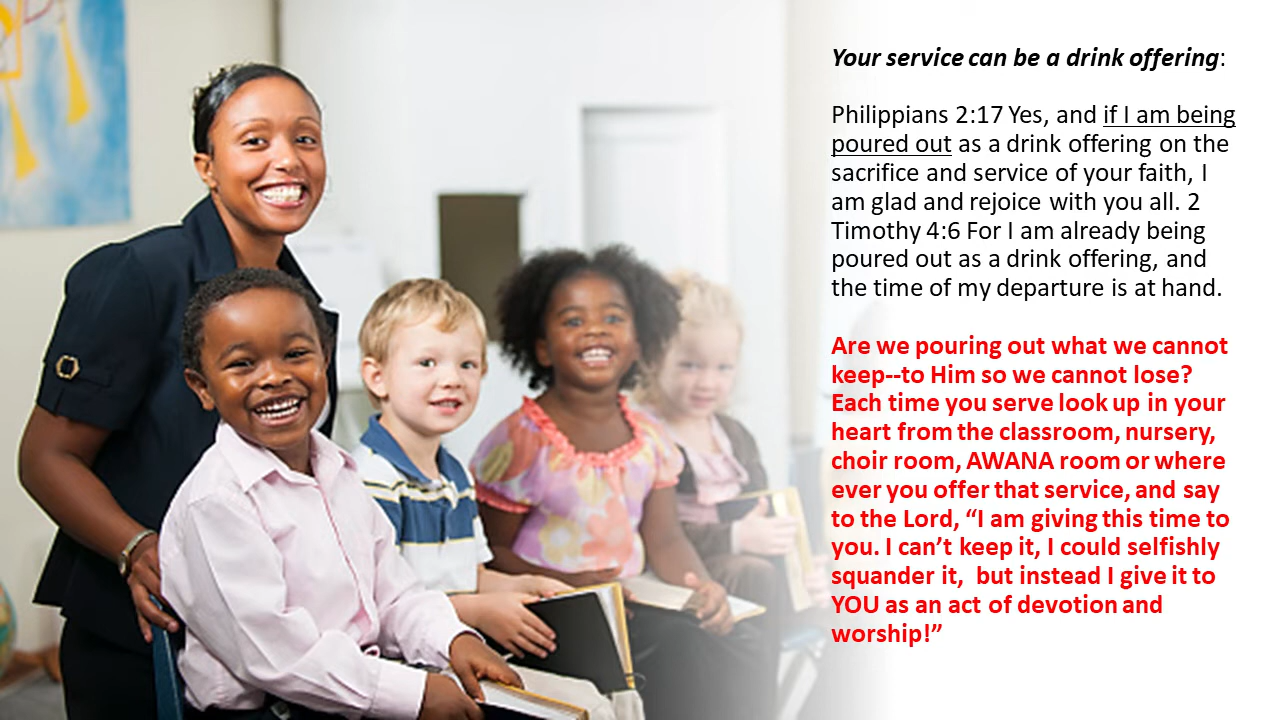 Your service can be a drink offering:
Philippians 2:17 Yes, and if I am being
poured out as a drink offering on the
sacrifice and service of your faith, I
am glad and rejoice with you all. 2
Timothy 4:6 For I am already being
poured out as a drink offering, and
the time of my departure is at hand.
Are we pouring out what we cannot
keep--to Him so we cannot lose?
Each time you serve look up in your
heart from the classroom, nursery,
choir room, AWANA room or where
ever you offer that service, and say
to the Lord, “I am giving this time to
you. I can’t keep it, I could selfishly
squander it,  but instead I give it to
YOU as an act of devotion and
worship!”